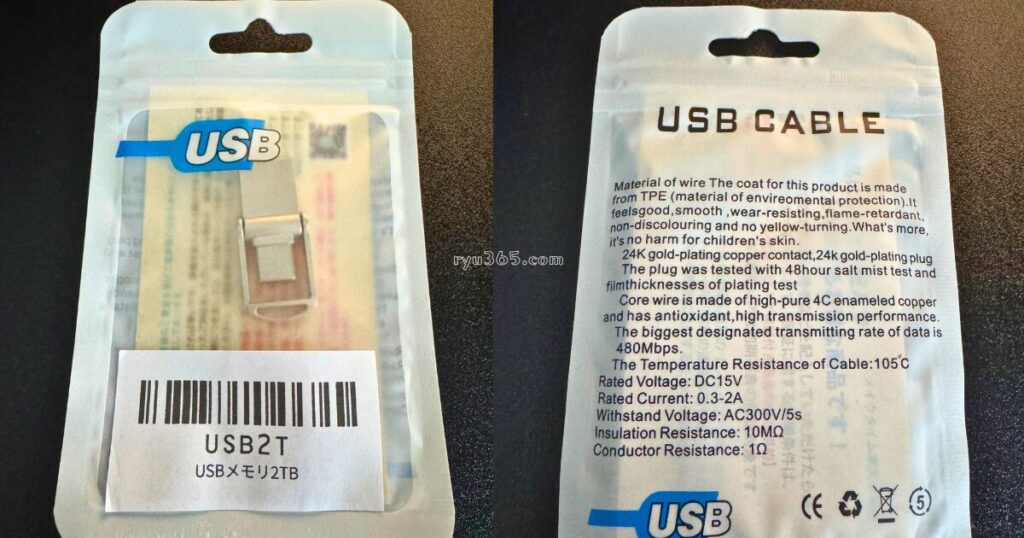 USB
USB2T
USBメモリ2TB
ryu365.com
USB CABLE
Material of wire The coat for this product is made
from TPE (material of envireomental protection).It
feelsgood,smooth ,wear-resisting,flame-retardant,
non-discolouring and no yellow-turning.What's more,
it's no harm for children's skin.
24K gold-plating copper contact,24k gold-plating plug
The plug was tested with 48hour salt mist test and
filmthicknesses of plating test
Core wire is made of high-pure 4C enameled copper
and has antioxidant,high transmission performance.
The biggest designated transmitting rate of data is
480Mbps.
The Temperature Resistance of Cable:105℃
Rated Voltage: DC15V
Rated Current: 0.3-2A
Withstand Voltage: AC300V/5s
Insulation Resistance: 10MΩ
Conductor Resistance: 1Ω
CE
5
USB